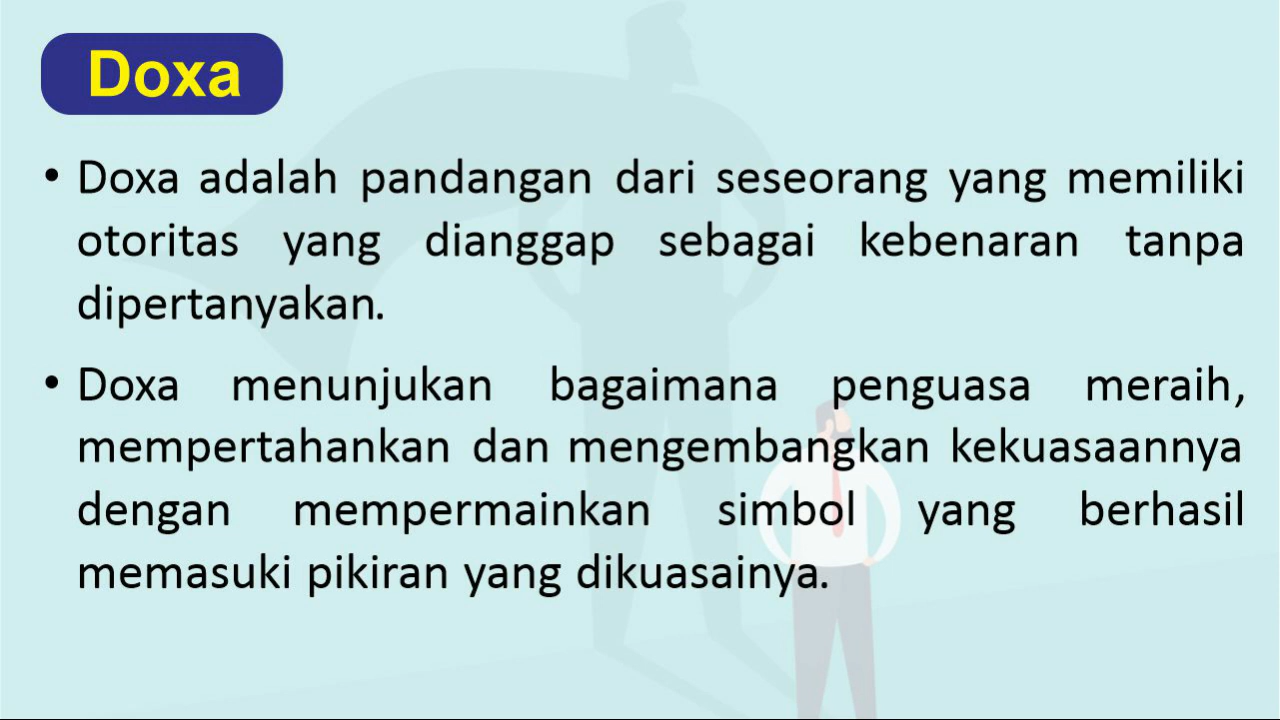 Doxa
• Doxa adalah pandangan dari seseorang yang memiliki
otoritas yang dianggap sebagai kebenaran tanpa
dipertanyakan.
• Doxa menunjukan bagaimana penguasa meraih,
mempertahankan dan mengembangkan kekuasaannya
dengan mempermainkan simbol yang berhasil
memasuki pikiran yang dikuasainya.